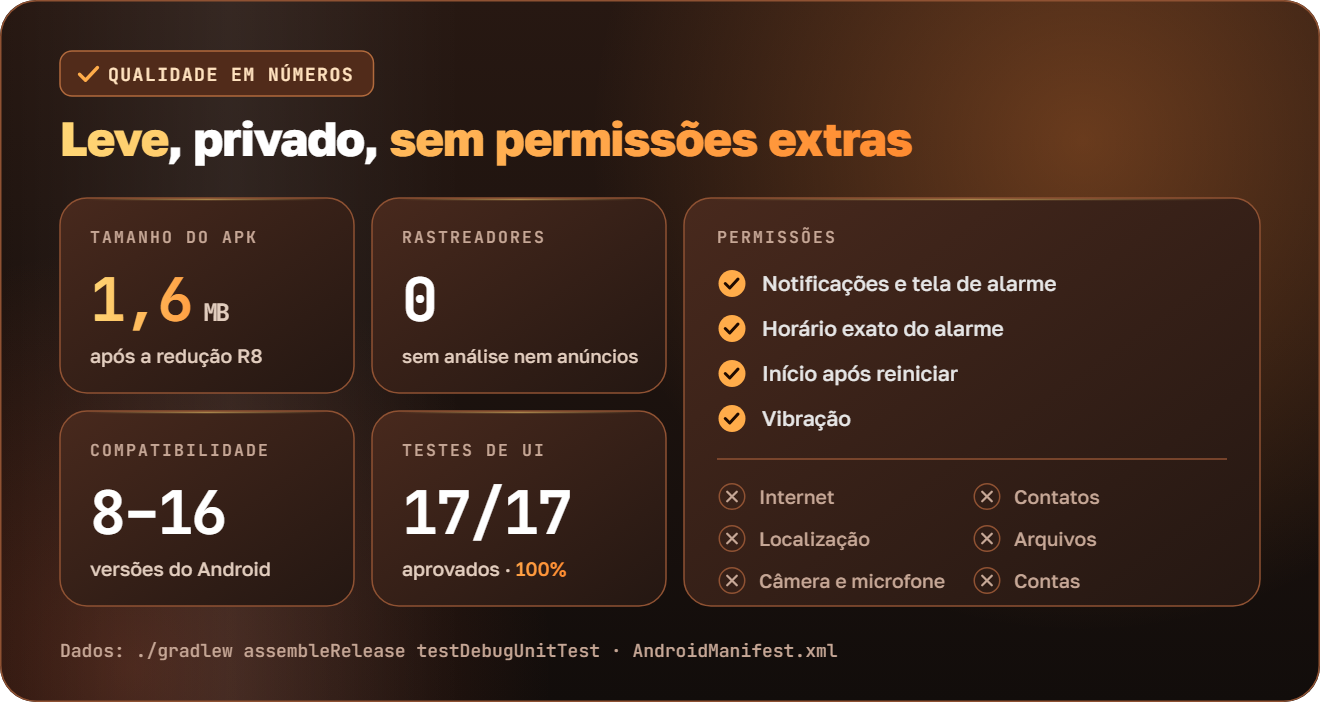 QUALIDADE EM NÚMEROS
Leve, privado, sem permissões extras
TAMANHO DO APK
1,6 MB
após a redução R8
RASTREADORES
0
sem análise nem anúncios
COMPATIBILIDADE
8–16
versões do Android
TESTES DE UI
17/17
aprovados · 100%
PERMISSÕES
Notificações e tela de alarme
Horário exato do alarme
Início após reiniciar
Vibração
Internet
Contatos
Localização
Arquivos
Câmera e microfone
Contas
Dados: ./gradlew assembleRelease testDebugUnitTest · AndroidManifest.xml